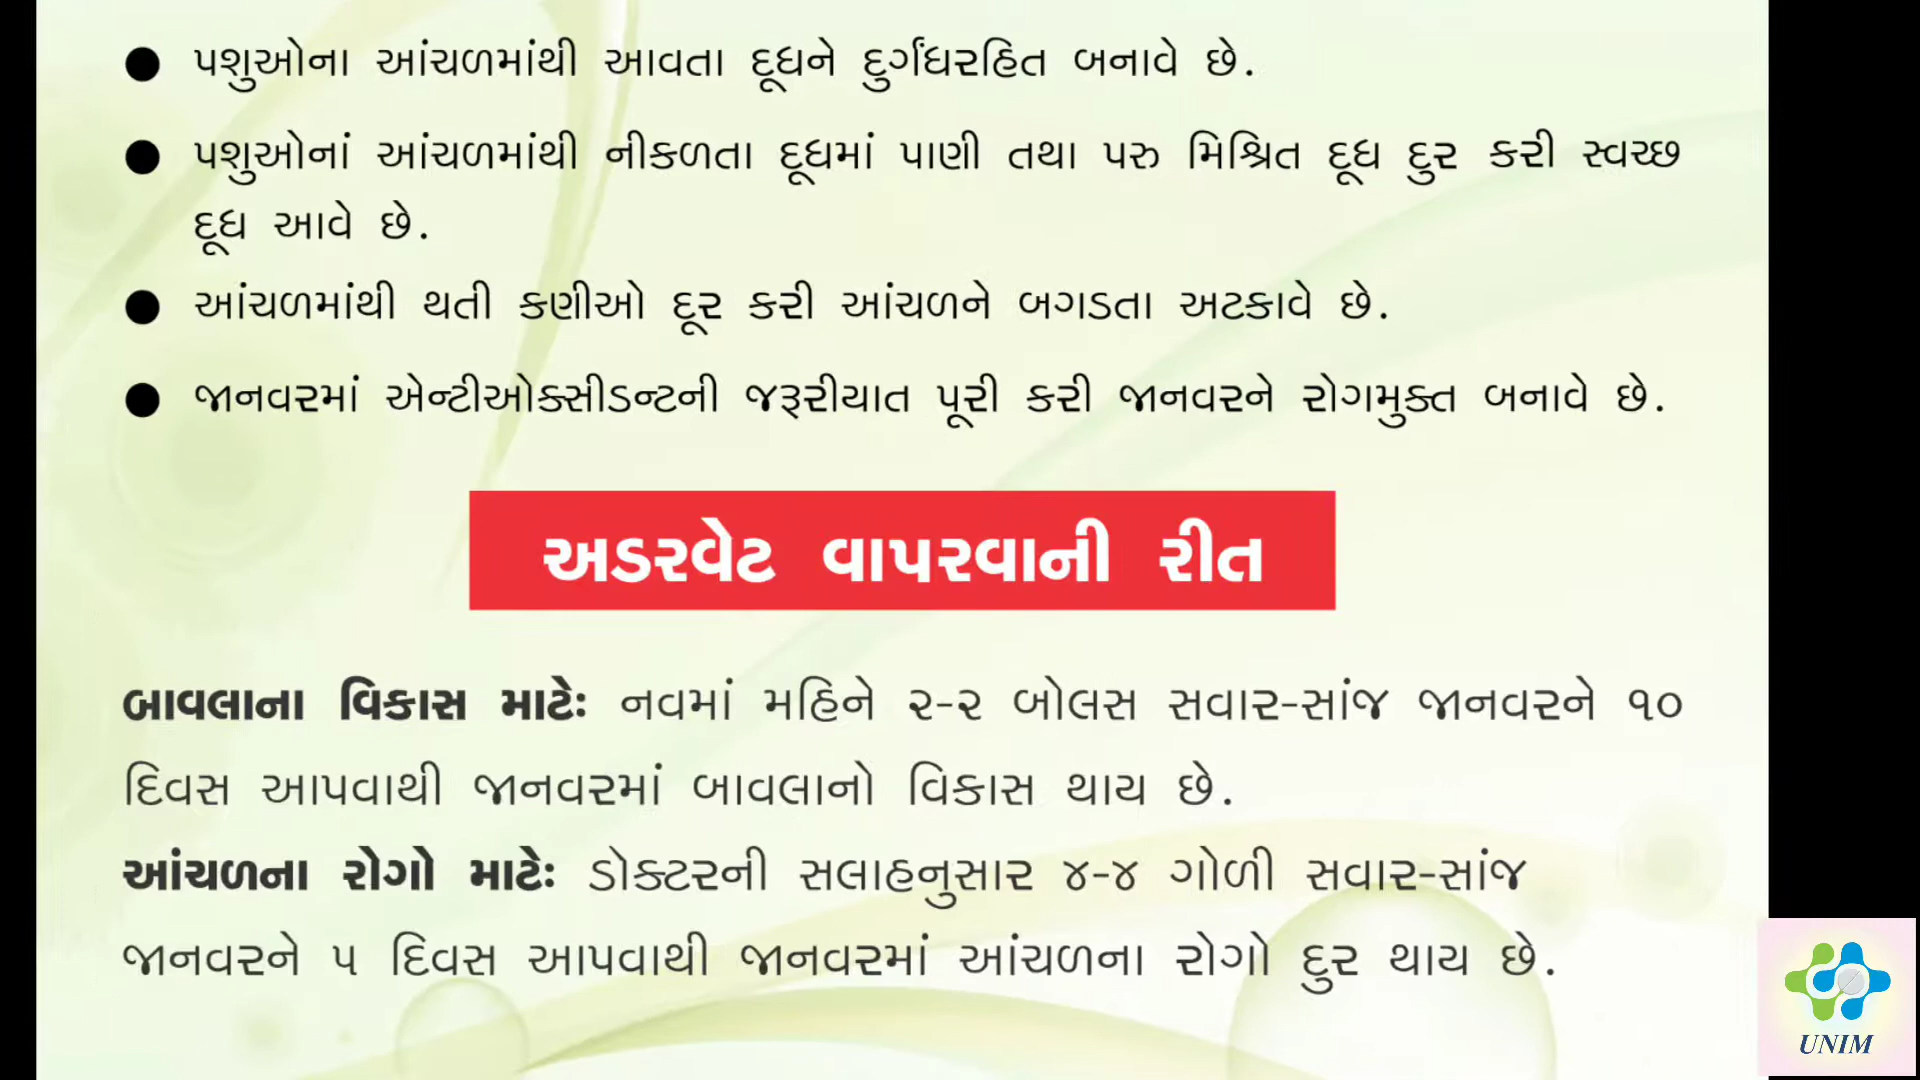 ● પશુઓના આંચળમાંથી આવતા દૂધને દુર્ગંધરહિત બનાવે છે.
● પશુઓનાં આંચળમાંથી નીકળતા દૂધમાં પાણી તથા પરુ મિશ્રિત દૂધ દુર કરી સ્વચ્છ
દૂધ આવે છે.
● આંચળમાંથી થતી કણીઓ દૂર કરી આંચળને બગડતા અટકાવે છે.
● જાનવરમાં એન્ટીઓક્સીડન્ટની જરૂરીયાત પૂરી કરી જાનવરને રોગમુક્ત બનાવે છે.
અડરવેટ વાપરવાની રીત
બાવલાના વિકાસ માટેઃ નવમાં મહિને ૨-૨ બોલસ સવાર-સાંજ જાનવરને ૧૦
દિવસ આપવાથી જાનવરમાં બાવલાનો વિકાસ થાય છે.
આંચળના રોગો માટેઃ ડોક્ટરની સલાહનુસાર ૪-૪ ગોળી સવાર-સાંજ
જાનવરને ૫ દિવસ આપવાથી જાનવરમાં આંચળના રોગો દુર થાય છે.
UNIM